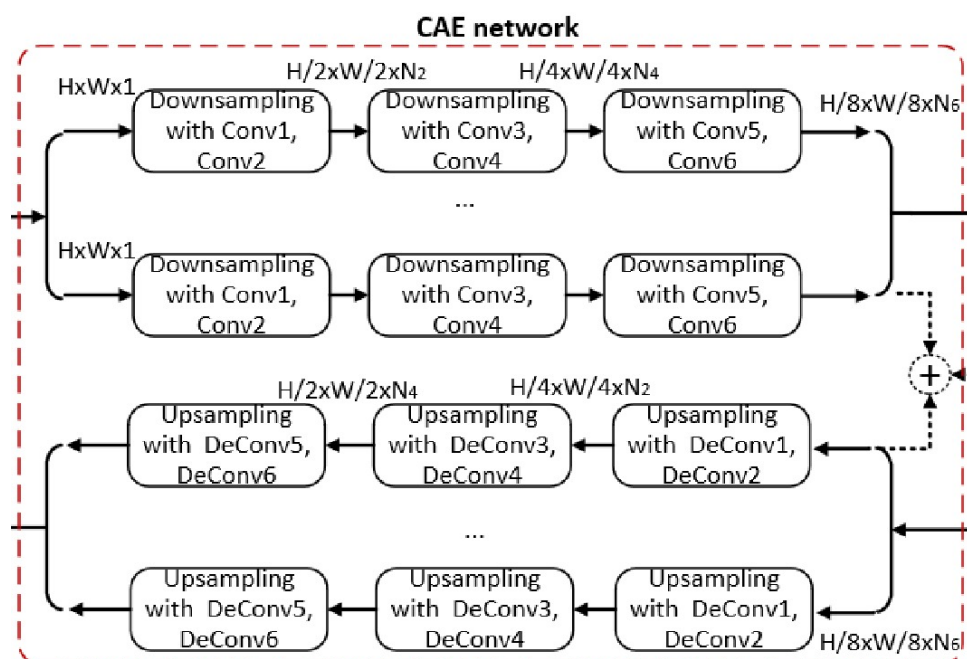 CAE network
HxWx1
H/2xW/2xN₂
H/4xW/4xN₄
H/8xW/8xN₆
Downsampling
with Conv1,
Conv2
Downsampling
with Conv3,
Conv4
Downsampling
with Conv5,
Conv6
...
HxWx1
Downsampling
with Conv1,
Conv2
Downsampling
with Conv3,
Conv4
Downsampling
with Conv5,
Conv6
+
H/2xW/2xN₄
H/4xW/4xN₂
Upsampling
with DeConv5,
DeConv6
Upsampling
with DeConv3,
DeConv4
Upsampling
with DeConv1,
DeConv2
...
Upsampling
with DeConv5,
DeConv6
Upsampling
with DeConv3,
DeConv4
Upsampling
with DeConv1,
DeConv2
H/8xW/8xN₆